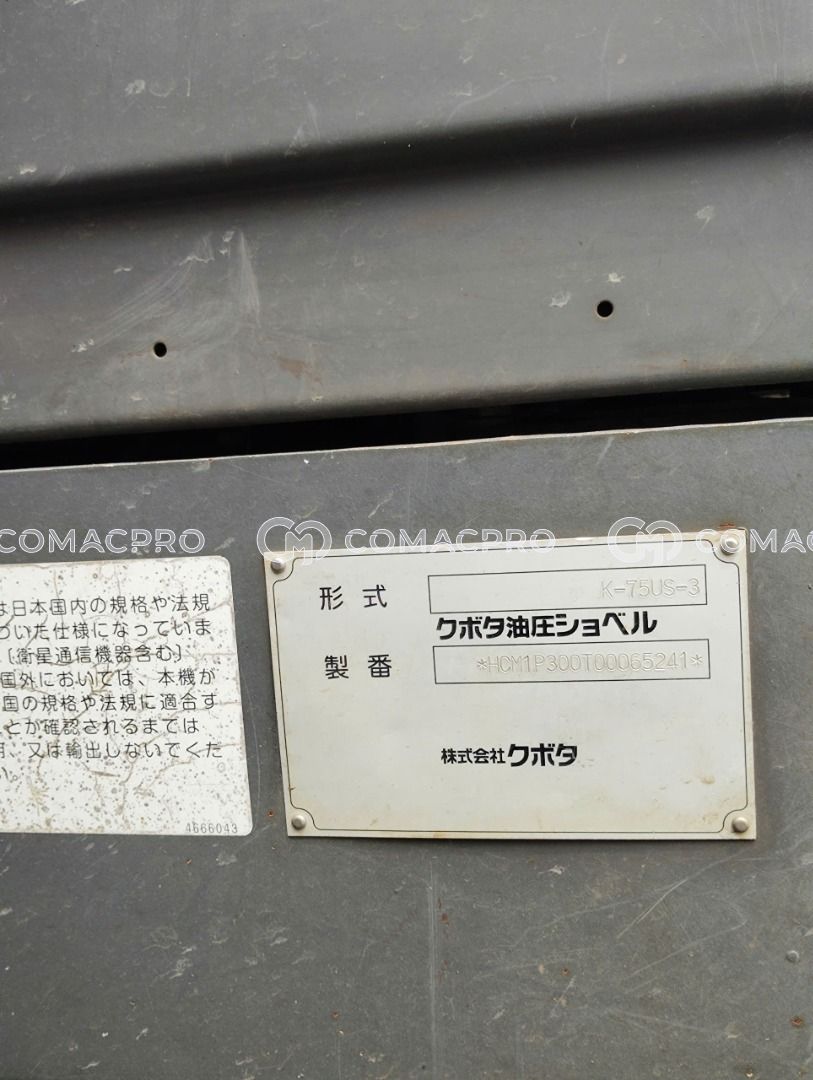 COMACPRO
COMACPRO
COMAC
は日本国内の規格や法規
づいた仕様になっていま
(衛星通信機器含む)
国外においては、本機が
国の規格や法規に適合す
とが確認されるまでは
又は輸出しないでくだ
い。
4666043
形式 K-75US-3
クボタ油圧ショベル
製番 *HCM1P300T00065241*
株式会社クボタ